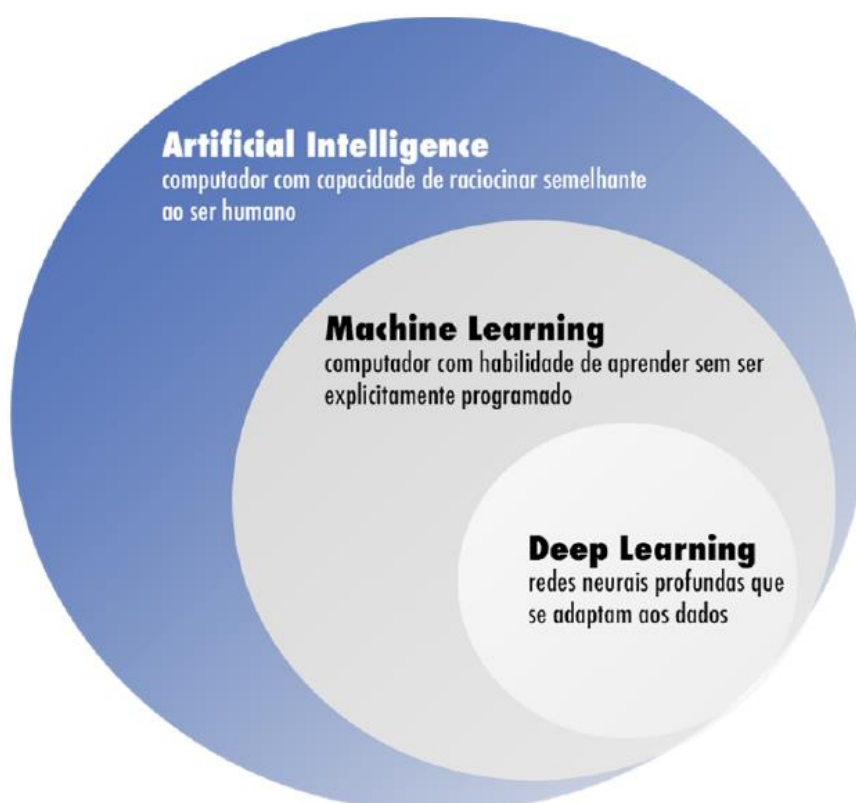 Artificial Intelligence
computador com capacidade de raciocinar semelhante
ao ser humano
Machine Learning
computador com habilidade de aprender sem ser
explicitamente programado
Deep Learning
redes neurais profundas que
se adaptam aos dados